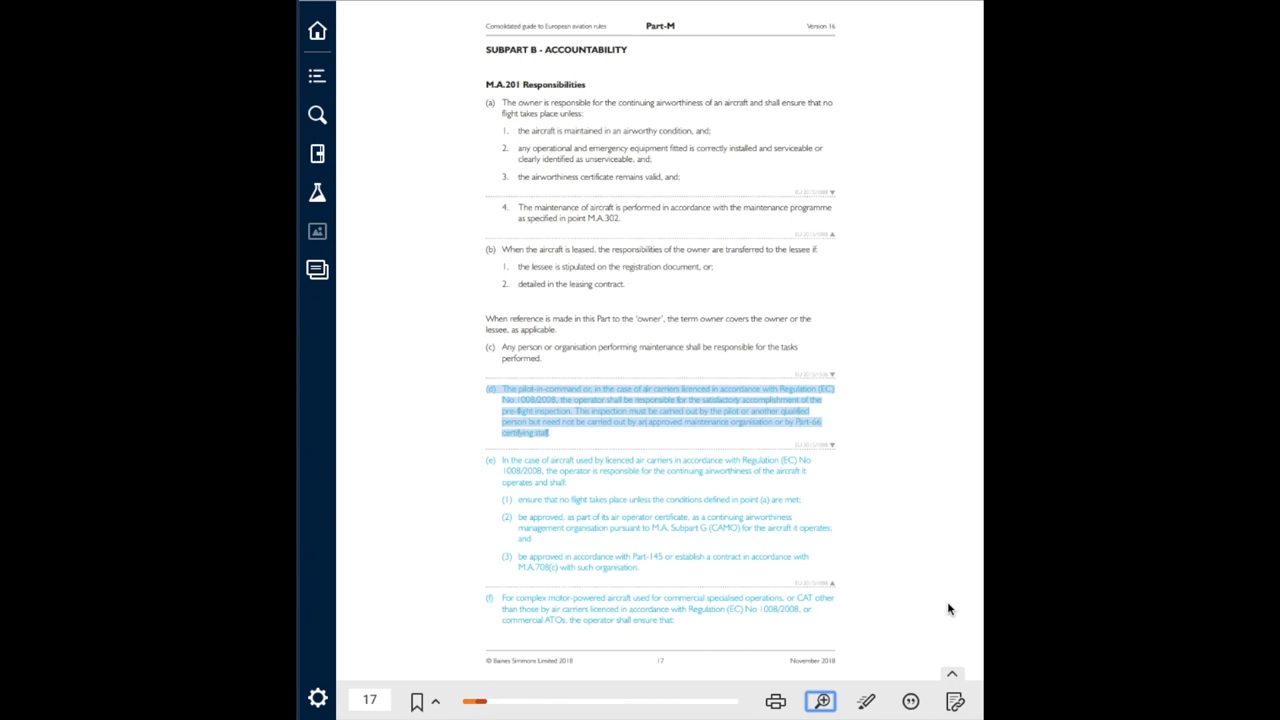 Consolidated guide to European aviation rules Part-M Version 16
SUBPART B - ACCOUNTABILITY
M.A.201 Responsibilities
(a) The owner is responsible for the continuing airworthiness of an aircraft and shall ensure that no
flight takes place unless:
1. the aircraft is maintained in an airworthy condition, and;
2. any operational and emergency equipment fitted is correctly installed and serviceable or
clearly identified as unserviceable, and;
3. the airworthiness certificate remains valid, and;
4. The maintenance of aircraft is performed in accordance with the maintenance programme
as specified in point M.A.302.
(b) When the aircraft is leased, the responsibilities of the owner are transferred to the lessee if:
1. the lessee is stipulated on the registration document, or;
2. detailed in the leasing contract.
When reference is made in this Part to the 'owner', the term owner covers the owner or the
lessee, as applicable.
(c) Any person or organisation performing maintenance shall be responsible for the tasks
performed.
(d) The pilot-in-command or, in the case of air carriers licenced in accordance with Regulation (EC)
No 1008/2008, the operator shall be responsible for the satisfactory accomplishment of the
pre-flight inspection. This inspection must be carried out by the pilot or another qualified
person but need not be carried out by an approved maintenance organisation or by Part-66
certifying staff.
(e) In the case of aircraft used by licenced air carriers in accordance with Regulation (EC) No
1008/2008, the operator is responsible for the continuing airworthiness of the aircraft it
operates and shall:
(1) ensure that no flight takes place unless the conditions defined in point (a) are met;
(2) be approved, as part of its air operator certificate, as a continuing airworthiness
management organisation pursuant to M.A. Subpart G (CAMO) for the aircraft it operates;
and
(3) be approved in accordance with Part-145 or establish a contract in accordance with
M.A.708(c) with such organisation.
(f) For complex motor-powered aircraft used for commercial specialised operations, or CAT other
than those by air carriers licenced in accordance with Regulation (EC) No 1008/2008, or
commercial ATOs, the operator shall ensure that:
© Baines Simmons Limited 2018 17 November 2018
17